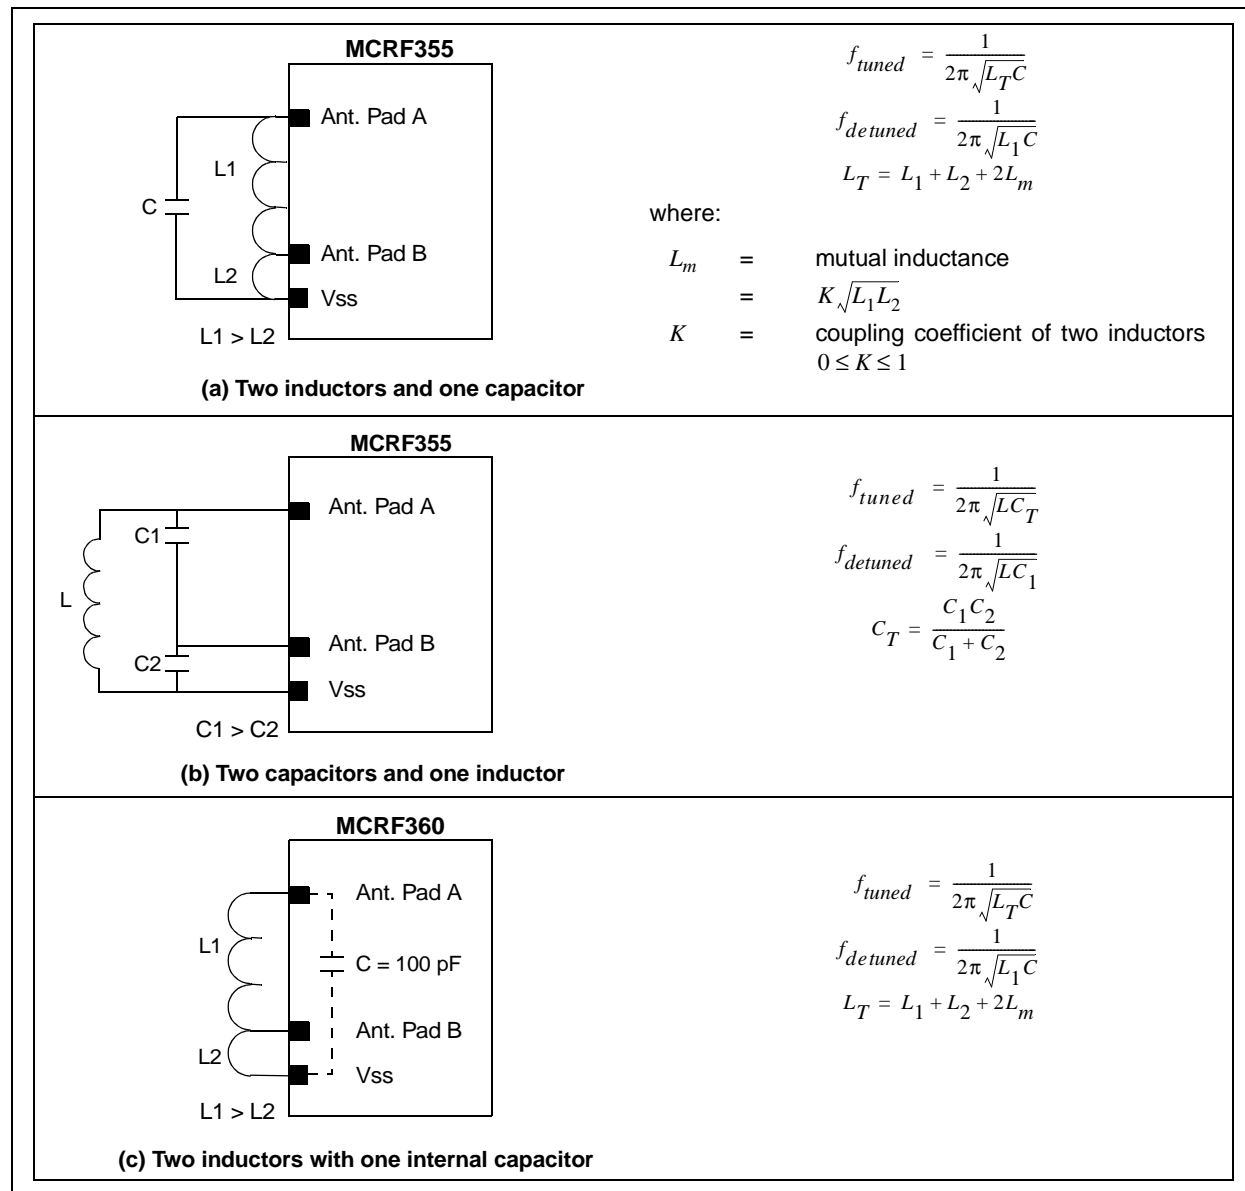 MCRF355
Ant. Pad A
L1
C
Ant. Pad B
L2
Vss
L1 > L2
(a) Two inductors and one capacitor
f_tuned = 1 / (2π√(L_T C))
f_detuned = 1 / (2π√(L_1 C))
L_T = L_1 + L_2 + 2L_m
where:
L_m = mutual inductance
= K√(L_1 L_2)
K = coupling coefficient of two inductors
0 ≤ K ≤ 1
MCRF355
Ant. Pad A
C1
L
Ant. Pad B
C2
Vss
C1 > C2
(b) Two capacitors and one inductor
f_tuned = 1 / (2π√(LC_T))
f_detuned = 1 / (2π√(LC_1))
C_T = C_1 C_2 / (C_1 + C_2)
MCRF360
Ant. Pad A
L1
C = 100 pF
Ant. Pad B
L2
Vss
L1 > L2
(c) Two inductors with one internal capacitor
f_tuned = 1 / (2π√(L_T C))
f_detuned = 1 / (2π√(L_1 C))
L_T = L_1 + L_2 + 2L_m